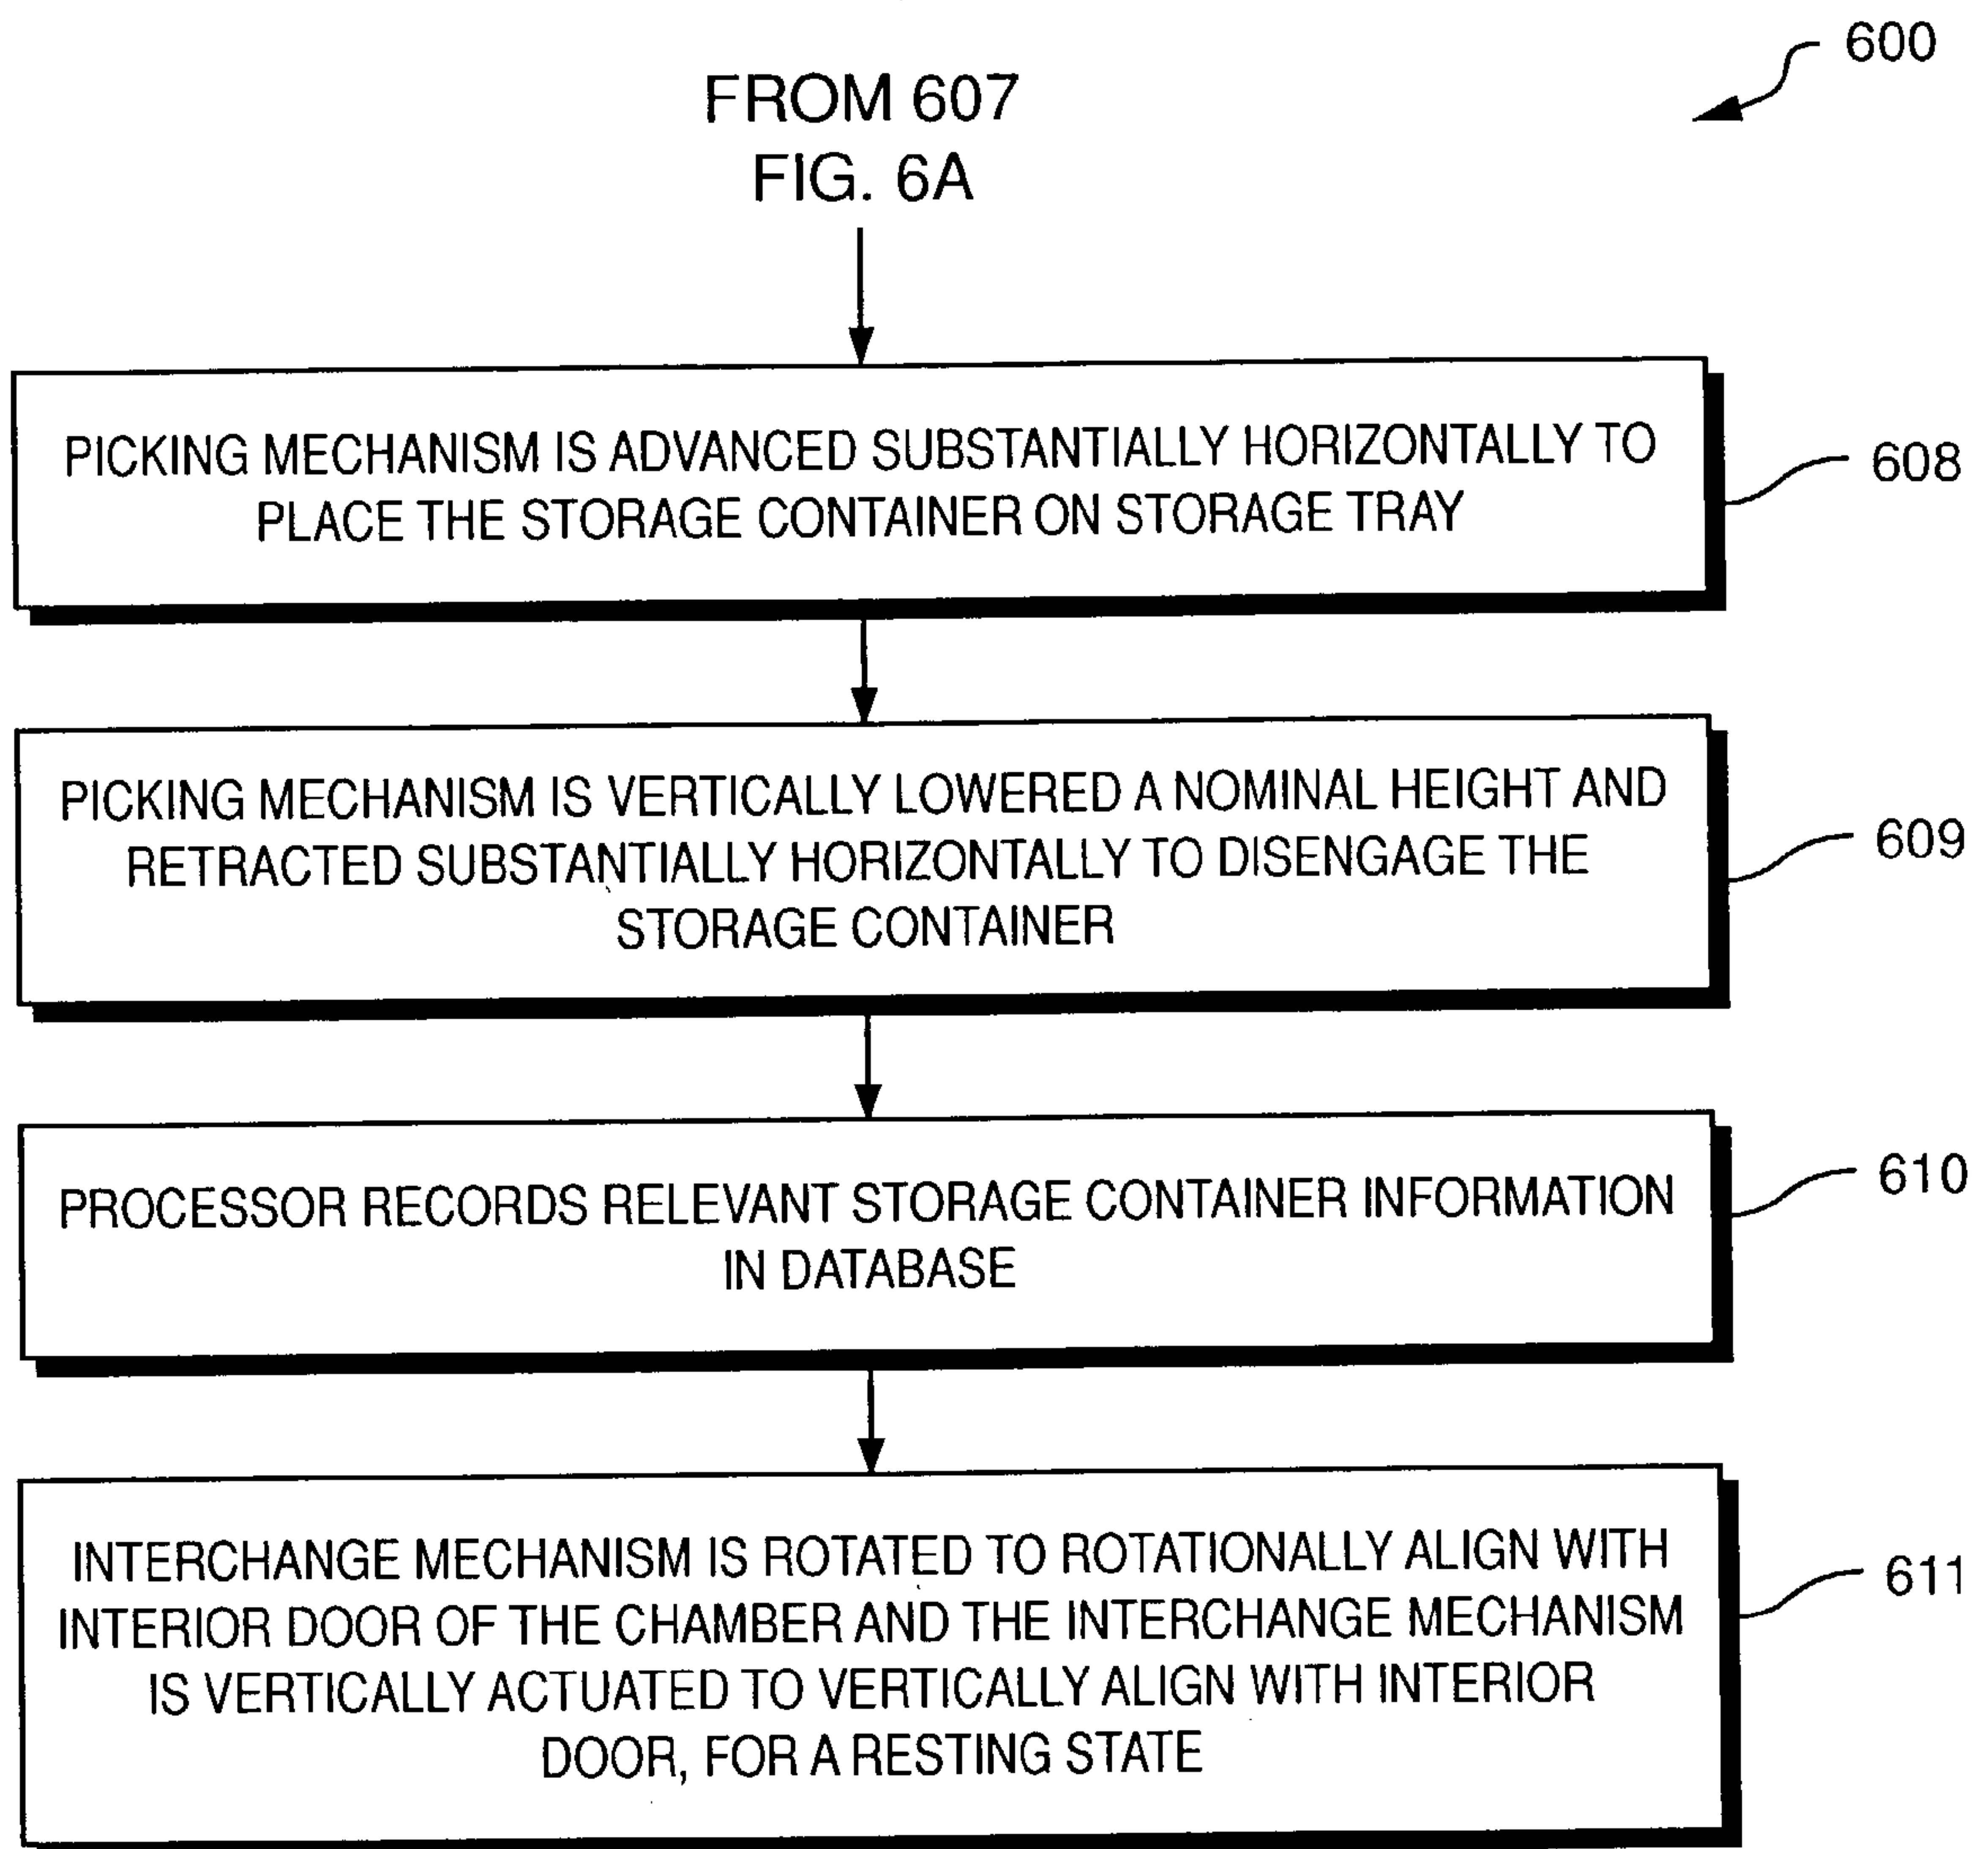 600
FROM 607
FIG. 6A
PICKING MECHANISM IS ADVANCED SUBSTANTIALLY HORIZONTALLY TO
PLACE THE STORAGE CONTAINER ON STORAGE TRAY
608
PICKING MECHANISM IS VERTICALLY LOWERED A NOMINAL HEIGHT AND
RETRACTED SUBSTANTIALLY HORIZONTALLY TO DISENGAGE THE
STORAGE CONTAINER
609
PROCESSOR RECORDS RELEVANT STORAGE CONTAINER INFORMATION
IN DATABASE
610
INTERCHANGE MECHANISM IS ROTATED TO ROTATIONALLY ALIGN WITH
INTERIOR DOOR OF THE CHAMBER AND THE INTERCHANGE MECHANISM
IS VERTICALLY ACTUATED TO VERTICALLY ALIGN WITH INTERIOR
DOOR, FOR A RESTING STATE
611